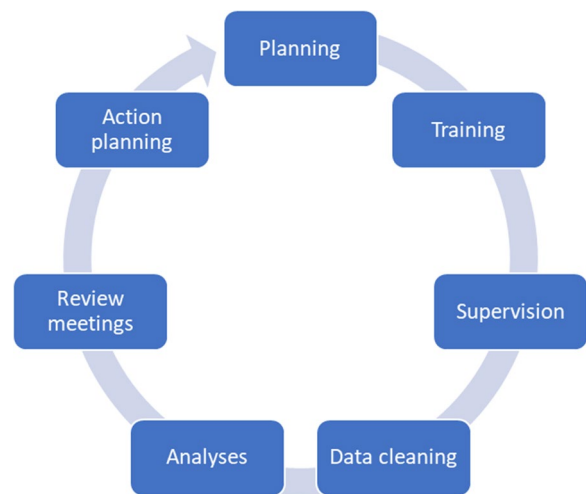 Planning
Training
Supervision
Data cleaning
Analyses
Review
meetings
Action
planning